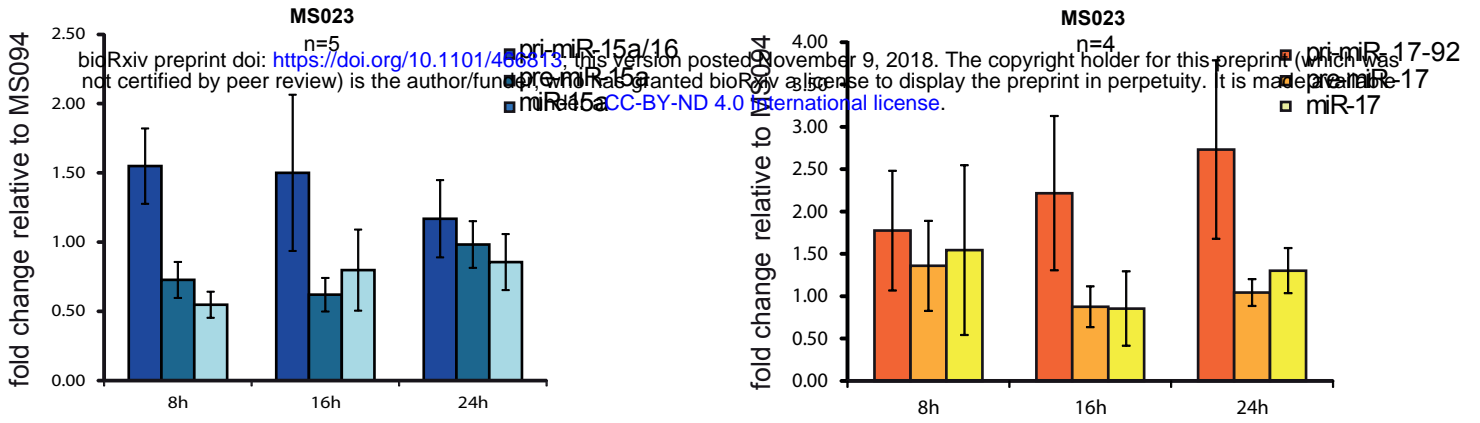 MS023
n=5
fold change relative to MS094
2.50
2.00
1.50
1.00
0.50
0.00
8h
16h
24h
pri-miR-15a/16
pre-miR-15a
miR-15a
bioRxiv preprint doi: https://doi.org/10.1101/466813; this version posted November 9, 2018. The copyright holder for this preprint (which was
not certified by peer review) is the author/funder, who has granted bioRxiv a license to display the preprint in perpetuity. It is made available
under aCC-BY-ND 4.0 International license.
MS023
n=4
fold change relative to MS094
4.00
3.50
3.00
2.50
2.00
1.50
1.00
0.50
0.00
8h
16h
24h
pri-miR-17-92
pre-miR-17
miR-17